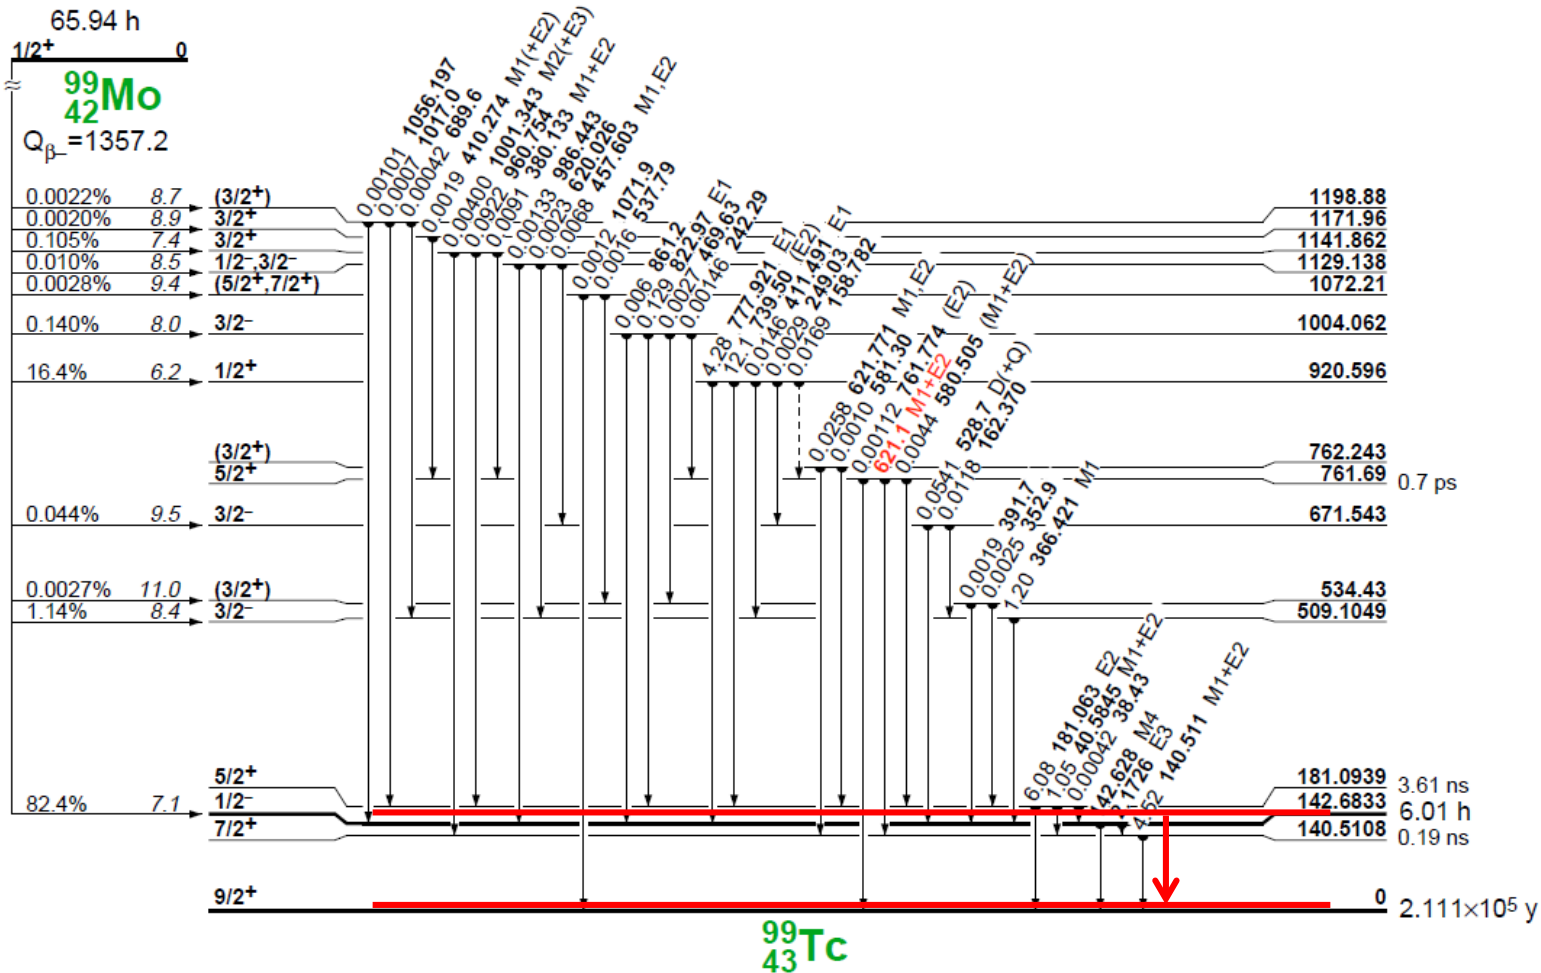 65.94 h
1/2+ 0
99
42Mo
Qβ−=1357.2
0.00101 1056.197
0.0007 1017.0
0.00042 689.6
0.0019 410.274 M1(+E2)
0.00400 1001.343 M2(+E3)
0.0922 960.754
0.0091 380.133 M1+E2
0.00133 986.443
0.0023 620.026
0.0068 457.603 M1,E2
0.0012 1071.9
0.0016 537.79
0.006 861.2
0.129 822.97 E1
0.0027 469.63
0.00146 242.29
4.28 777.921 E1
12.1 739.50 (E2)
0.0146 411.491 E1
0.0029 249.03
0.0169 158.782
0.0258 621.771 M1,E2
0.0010 581.30
0.00112 761.774 (E2)
621.1 M1+E2
0.0044 580.505 (M1+E2)
0.0541 528.7 D(+Q)
0.0118 162.370
0.0019 391.7
0.0025 352.9
1.20 366.421 M1
6.08 181.063 E2
1.05 40.5845 M1+E2
0.00042 38.43
142.628 M4
2.1726 E3
4.52 140.511 M1+E2
0.0022% 8.7 (3/2+) 1198.88
0.0020% 8.9 3/2+ 1171.96
0.105% 7.4 3/2+ 1141.862
0.010% 8.5 1/2−,3/2− 1129.138
0.0028% 9.4 (5/2+,7/2+) 1072.21
0.140% 8.0 3/2− 1004.062
16.4% 6.2 1/2+ 920.596
(3/2+) 762.243
5/2+ 761.69 0.7 ps
0.044% 9.5 3/2− 671.543
0.0027% 11.0 (3/2+) 534.43
1.14% 8.4 3/2− 509.1049
5/2+ 181.0939 3.61 ns
82.4% 7.1 1/2− 142.6833 6.01 h
7/2+ 140.5108 0.19 ns
9/2+ 0 2.111×10⁵ y
99
43Tc